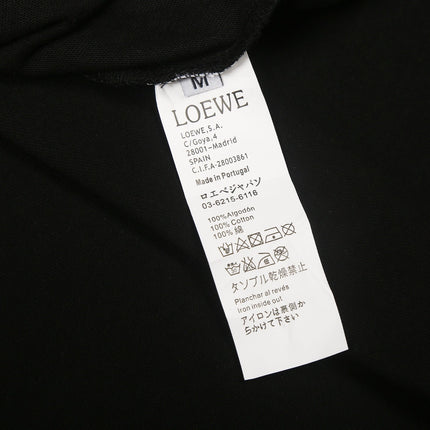 M
LOEWE
LOEWE,S.A.
C/Goya,4
28001-Madrid
SPAIN
C.I.F.A-28003861
Made in Portugal
ロエベジャパン
03-6215-6116
100%Algodón
100% Cotton
100% 綿
タンブル乾燥禁止
Planchar al revés
Iron inside out
アイロンは裏側か
らかけて下さい